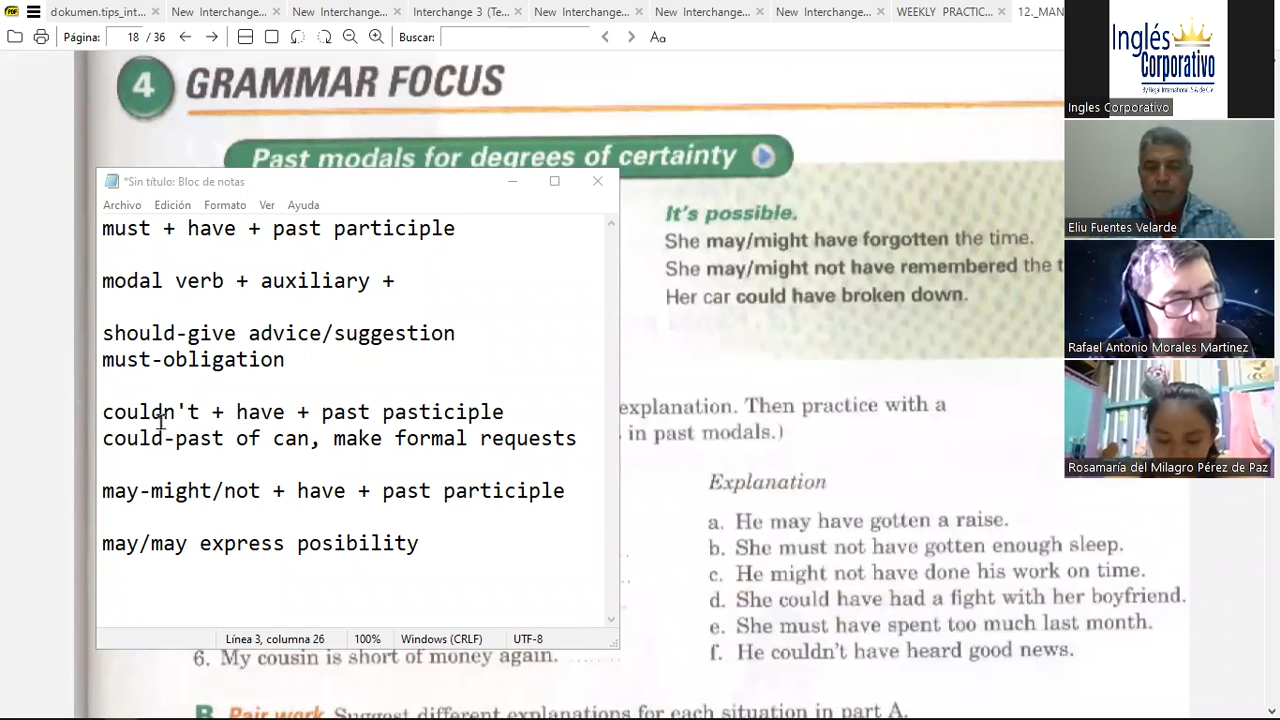 dokumen.tips_int... New Interchange... New Interchange... Interchange 3 (Te... New Interchange... New Interchange... New Interchange... WEEKLY PRACTIC... 12._MAN
Página: 18 / 36 Buscar: Aa
4 GRAMMAR FOCUS
Past modals for degrees of certainty
*Sin título: Bloc de notas
Archivo Edición Formato Ver Ayuda
must + have + past participle
modal verb + auxiliary +
should-give advice/suggestion
must-obligation
couldn't + have + past pasticiple
could-past of can, make formal requests
may-might/not + have + past participle
may/may express posibility
Línea 3, columna 26 100% Windows (CRLF) UTF-8
It's possible.
She may/might have forgotten the time.
She may/might not have remembered the t
Her car could have broken down.
explanation. Then practice with a
in past modals.)
Explanation
a. He may have gotten a raise.
b. She must not have gotten enough sleep.
c. He might not have done his work on time.
d. She could have had a fight with her boyfriend.
e. She must have spent too much last month.
f. He couldn't have heard good news.
6. My cousin is short of money again.
B Pair work Suggest different explanations for each situation in part A.
Inglés
Corporativo
By Regal International, S.A. de C.V.
Ingles Corporativo
Eliu Fuentes Velarde
Rafael Antonio Morales Martinez
Rosamaría del Milagro Pérez de Paz